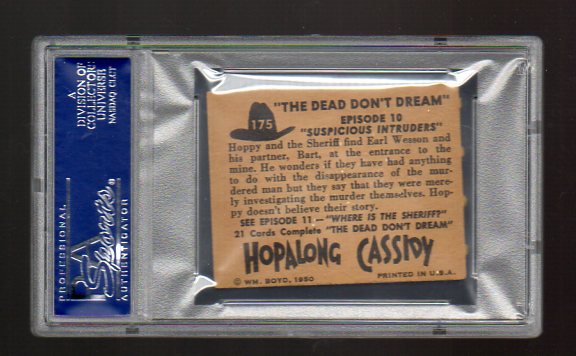 A
DIVISION OF
COLLECTORS
UNIVERSE
NASDAQ CLCT
PROFESSIONAL
Sports
AUTHENTICATOR
175
"THE DEAD DON'T DREAM"
EPISODE 10
"SUSPICIOUS INTRUDERS"
Hoppy and the Sheriff find Earl Wesson and
his partner, Bart, at the entrance to the
mine. He wonders if they have had anything
to do with the disappearance of the mur-
dered man but they say that they were mere-
ly investigating the murder themselves. Hop-
py doesn't believe their story.
SEE EPISODE 11—"WHERE IS THE SHERIFF?"
21 Cards Complete "THE DEAD DON'T DREAM"
HOPALONG CASSIDY
© WM. BOYD, 1950
PRINTED IN U.S.A.